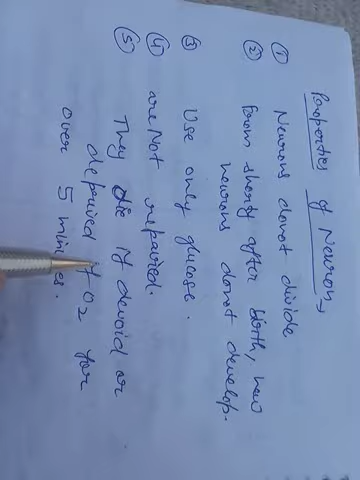 Properties of Neuron →
① Neurons donot divide
② From shortly after birth, new
neurons donot develop.
③ Use only glucose.
④ are Not repaired.
⑤ They die If devoid or
deprived of O2 for
over 5 minutes.